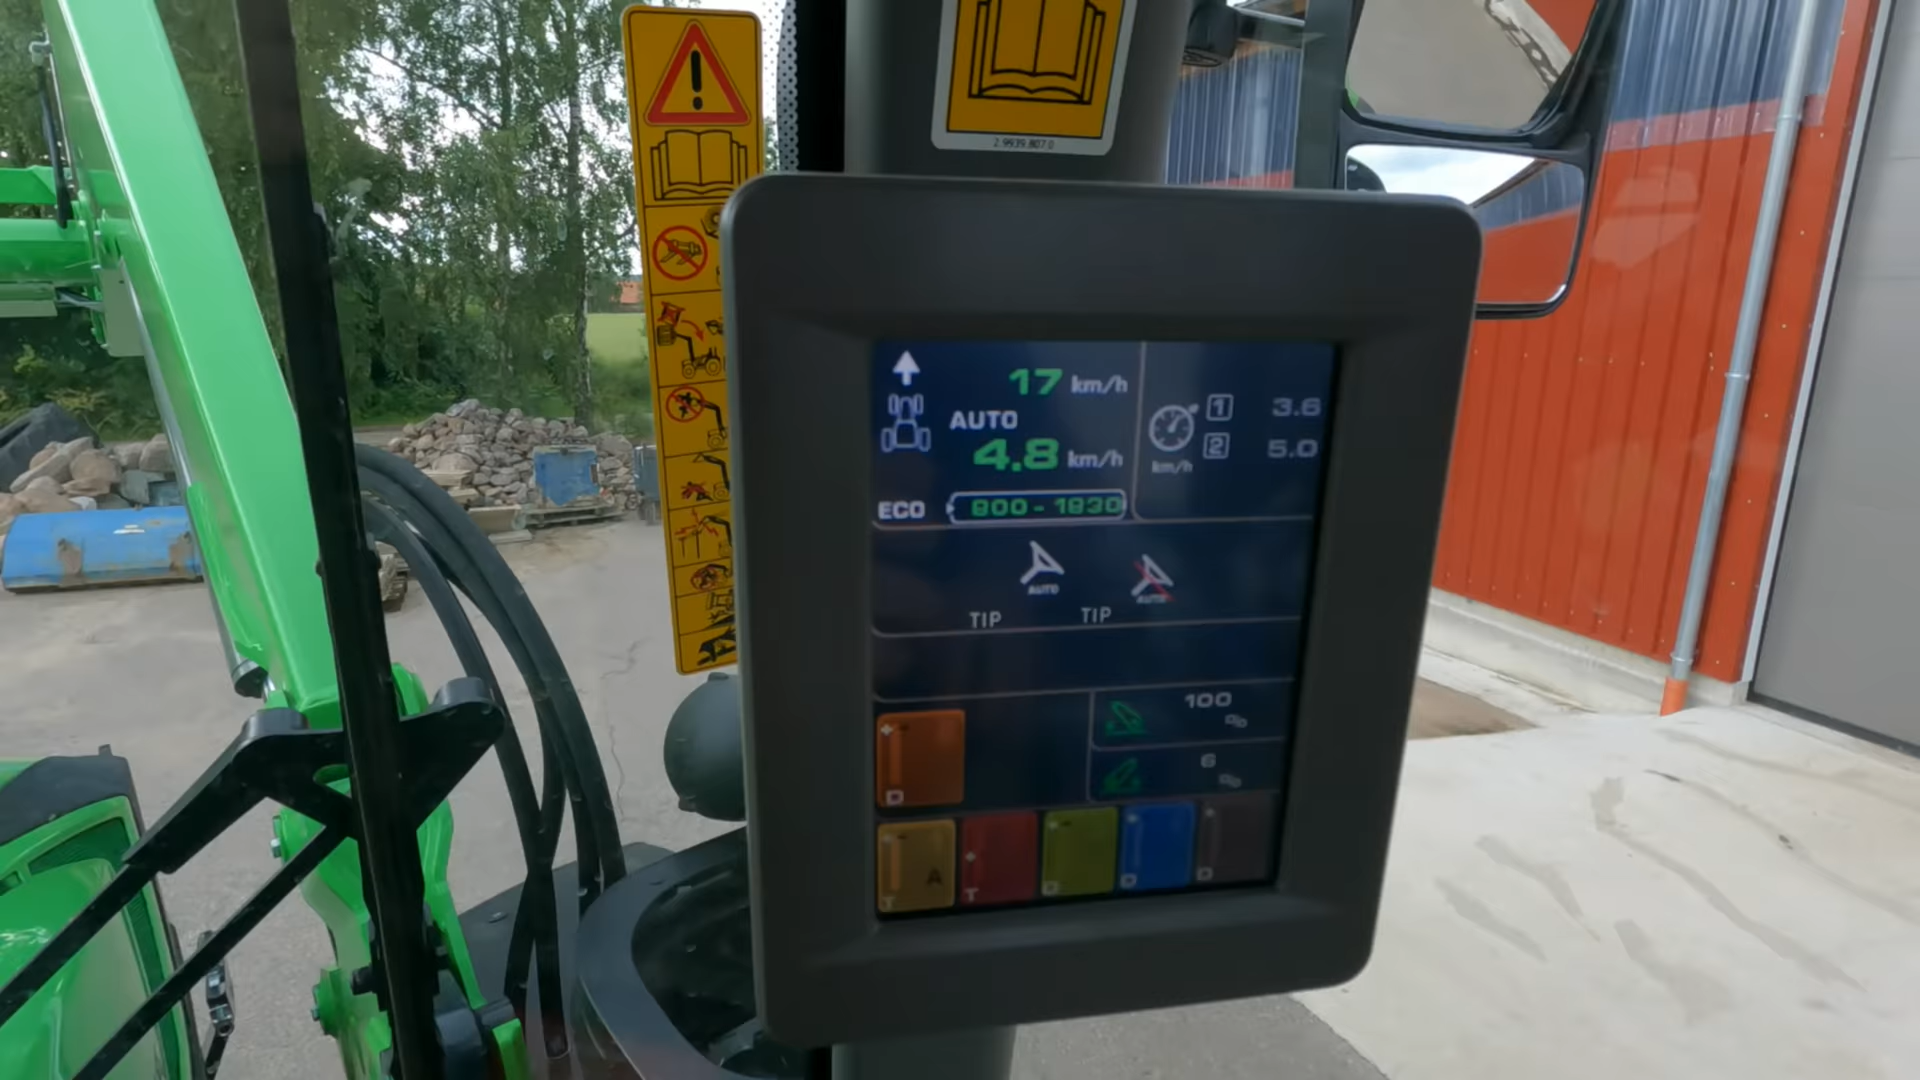 2.9939.807.0
17 km/h
AUTO
4.8 km/h
ECO 800 - 1830
1 3.6
2 5.0
km/h
AUTO
AUTO
TIP TIP
100
%
6
%
D
A
T T D D D